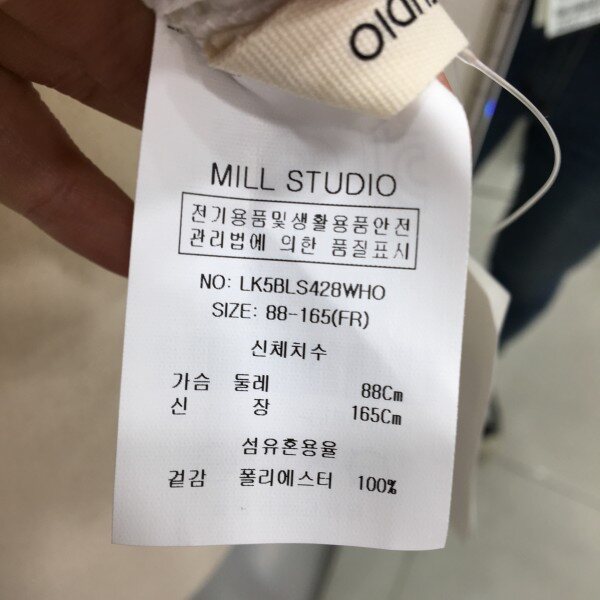 UDIO
MILL STUDIO
전기용품및생활용품안전
관리법에 의한 품질표시
NO: LK5BLS428WHO
SIZE: 88-165(FR)
신체치수
가슴 둘레 88Cm
신 장 165Cm
섬유혼용율
겉감 폴리에스터 100%